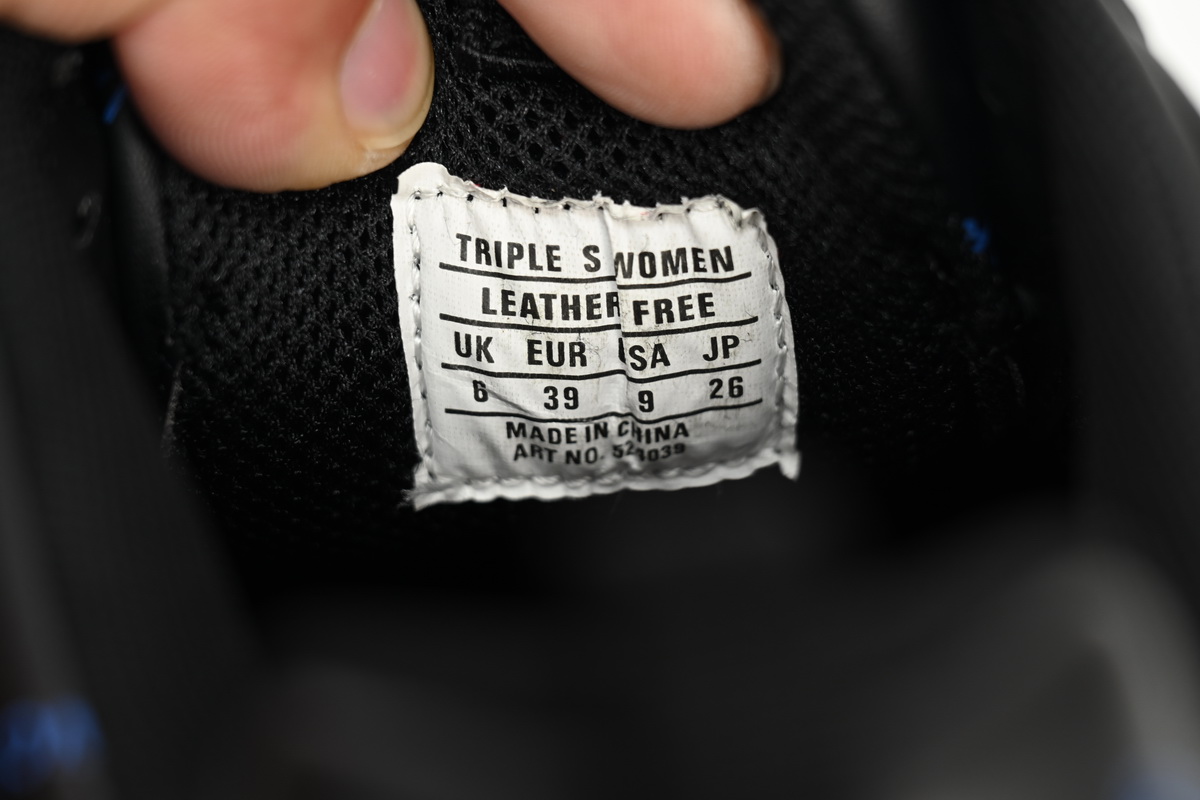 TRIPLE S WOMEN
LEATHER FREE
UK EUR USA JP
6 39 9 26
MADE IN CHINA
ART NO.